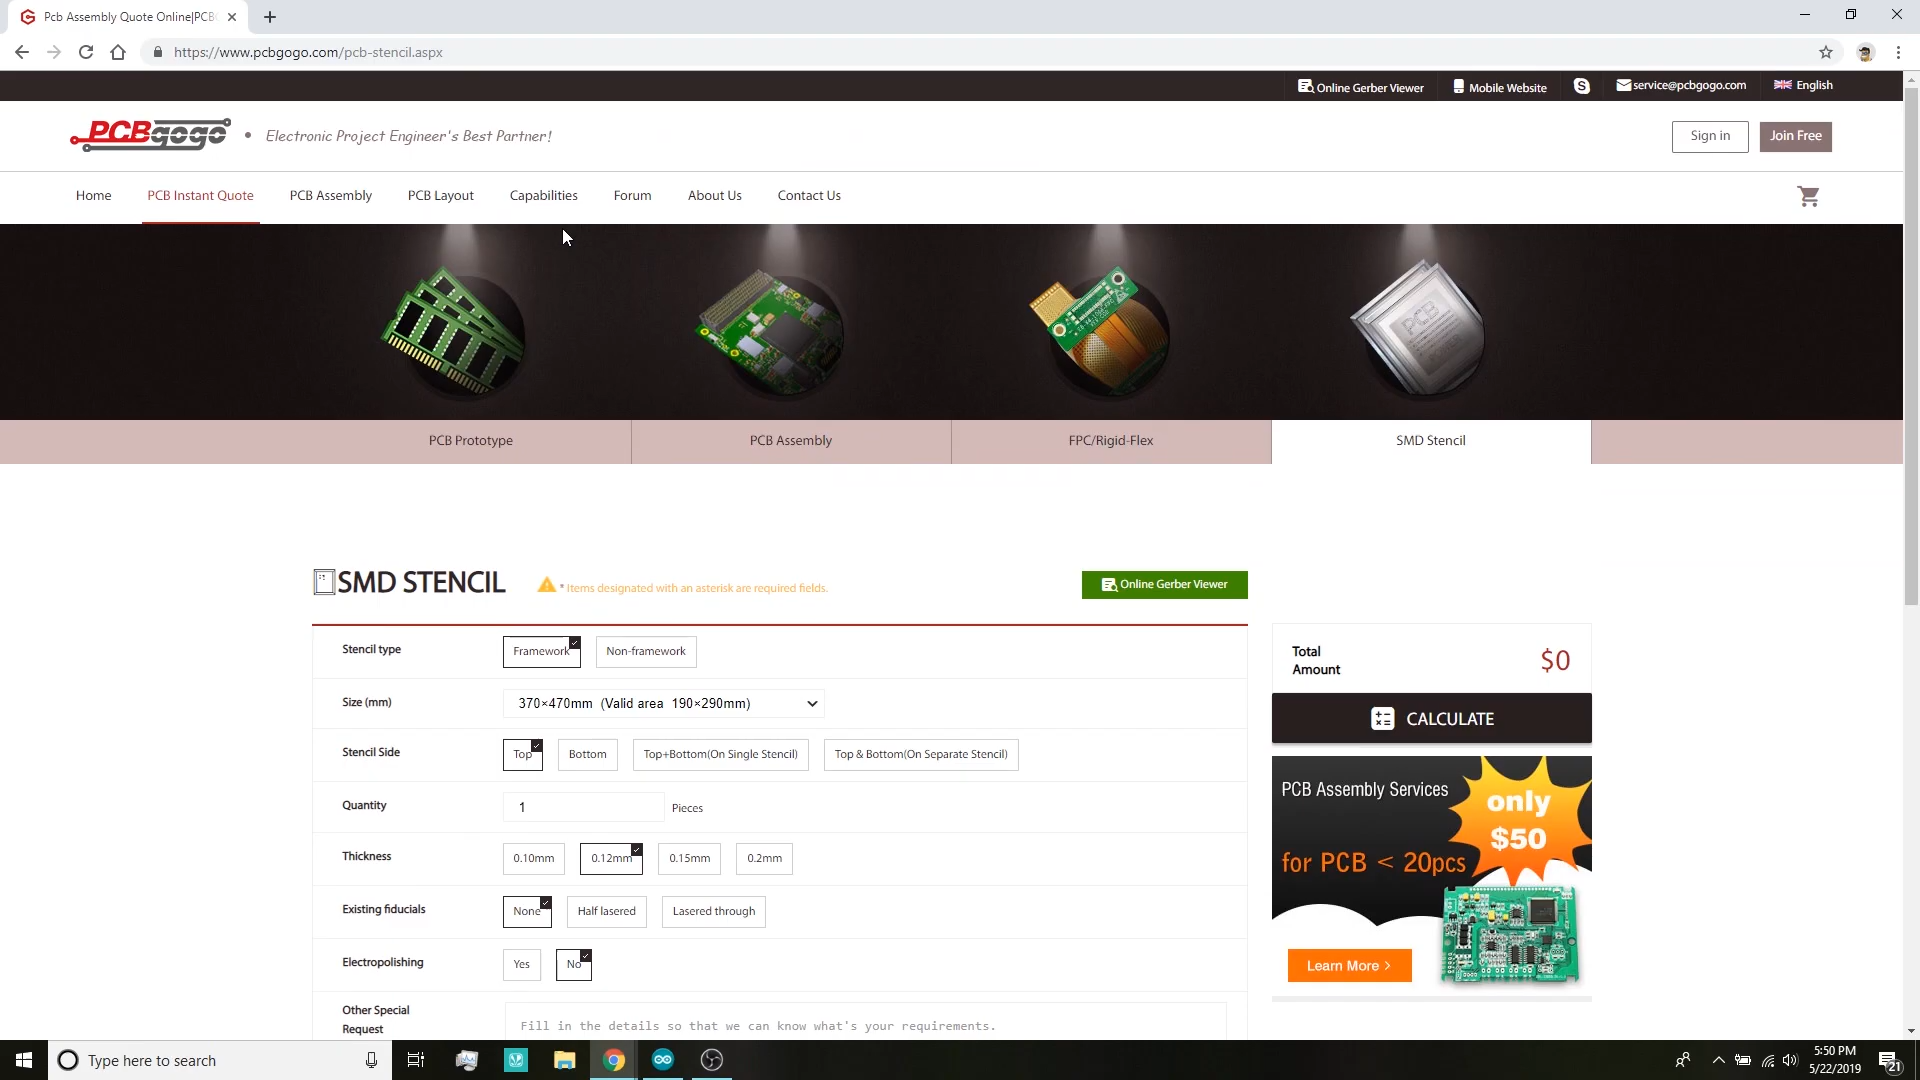 Pcb Assembly Quote Online|PCBG
https://www.pcbgogo.com/pcb-stencil.aspx
Online Gerber Viewer
Mobile Website
service@pcbgogo.com
English
PCBgogo
Electronic Project Engineer's Best Partner!
Sign in
Join Free
Home
PCB Instant Quote
PCB Assembly
PCB Layout
Capabilities
Forum
About Us
Contact Us
PCB
PCB Prototype
PCB Assembly
FPC/Rigid-Flex
SMD Stencil
SMD STENCIL
* Items designated with an asterisk are required fields.
Online Gerber Viewer
Stencil type
Framework
Non-framework
Size (mm)
370×470mm (Valid area 190×290mm)
Stencil Side
Top
Bottom
Top+Bottom(On Single Stencil)
Top & Bottom(On Separate Stencil)
Quantity
1
Pieces
Thickness
0.10mm
0.12mm
0.15mm
0.2mm
Existing fiducials
None
Half lasered
Lasered through
Electropolishing
Yes
No
Other Special
Request
Fill in the details so that we can know what's your requirements.
Total
Amount
$0
CALCULATE
PCB Assembly Services
only
$50
for PCB < 20pcs
Learn More >
Type here to search
5:50 PM
5/22/2019
21